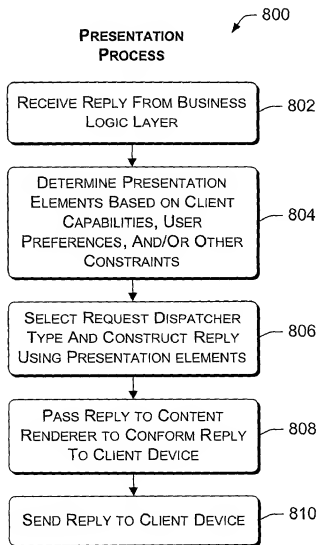 800
PRESENTATION
PROCESS
RECEIVE REPLY FROM BUSINESS
LOGIC LAYER
802
DETERMINE PRESENTATION
ELEMENTS BASED ON CLIENT
CAPABILITIES, USER
PREFERENCES, AND/OR OTHER
CONSTRAINTS
804
SELECT REQUEST DISPATCHER
TYPE AND CONSTRUCT REPLY
USING PRESENTATION ELEMENTS
806
PASS REPLY TO CONTENT
RENDERER TO CONFORM REPLY
TO CLIENT DEVICE
808
SEND REPLY TO CLIENT DEVICE
810